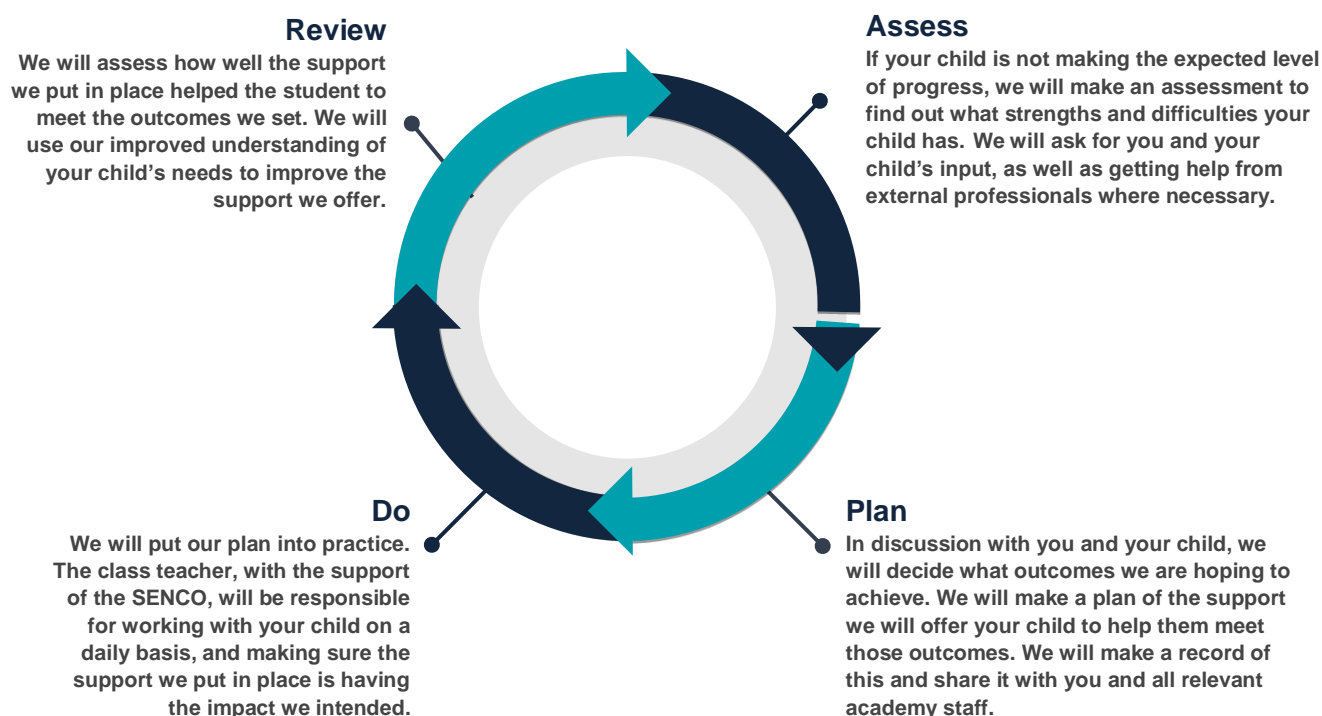 Review
We will assess how well the support
we put in place helped the student to
meet the outcomes we set. We will
use our improved understanding of
your child’s needs to improve the
support we offer.
Assess
If your child is not making the expected level
of progress, we will make an assessment to
find out what strengths and difficulties your
child has. We will ask for you and your
child’s input, as well as getting help from
external professionals where necessary.
Do
We will put our plan into practice.
The class teacher, with the support
of the SENCO, will be responsible
for working with your child on a
daily basis, and making sure the
support we put in place is having
the impact we intended.
Plan
In discussion with you and your child, we
will decide what outcomes we are hoping to
achieve. We will make a plan of the support
we will offer your child to help them meet
those outcomes. We will make a record of
this and share it with you and all relevant
academy staff.